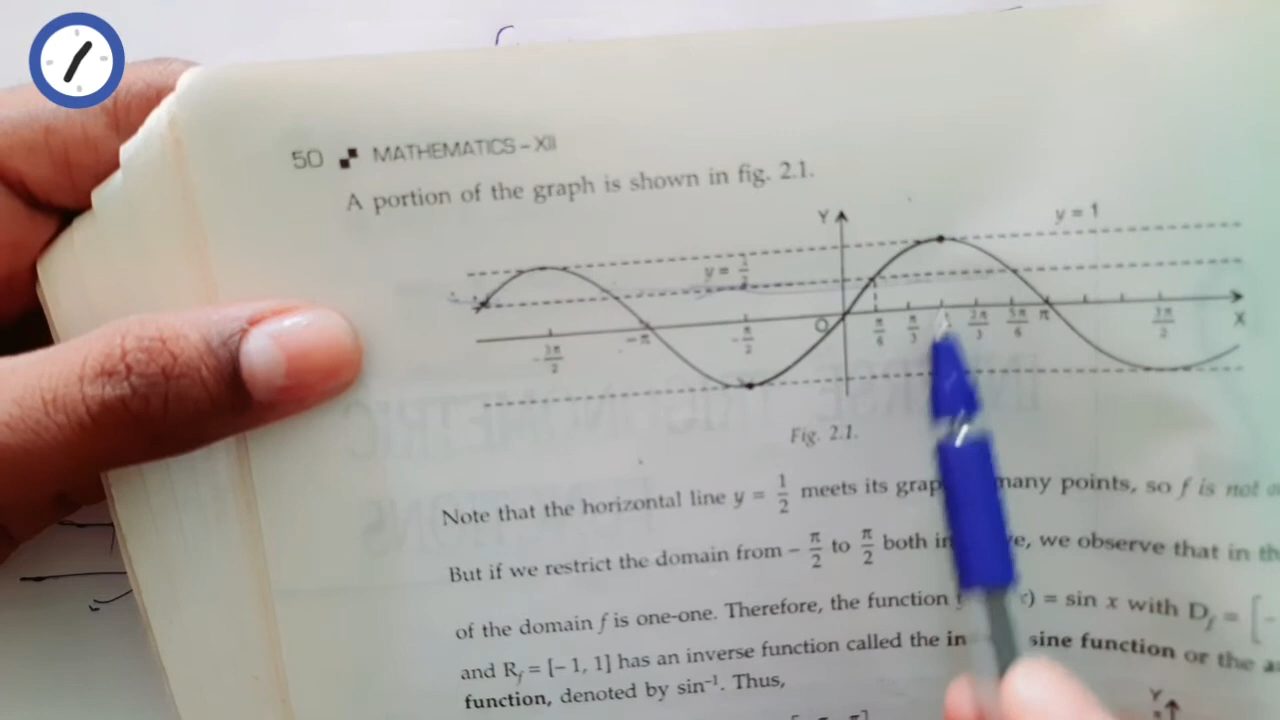 50 MATHEMATICS – XII
A portion of the graph is shown in fig. 2.1.
Y
y = 1
y = 1/2
O
X
- 3π/2 - π - π/2 π/6 π/3 2π/3 5π/6 π 3π/2
Fig. 2.1.
Note that the horizontal line y = 1/2 meets its many points, so f is not
But if we restrict the domain from – π/2 to π/2 both we observe that in
of the domain f is one-one. Therefore, the function = sin x with D_f = [
and R_f = [– 1, 1] has an inverse function called the sine function or the
function, denoted by sin⁻¹. Thus,
Y